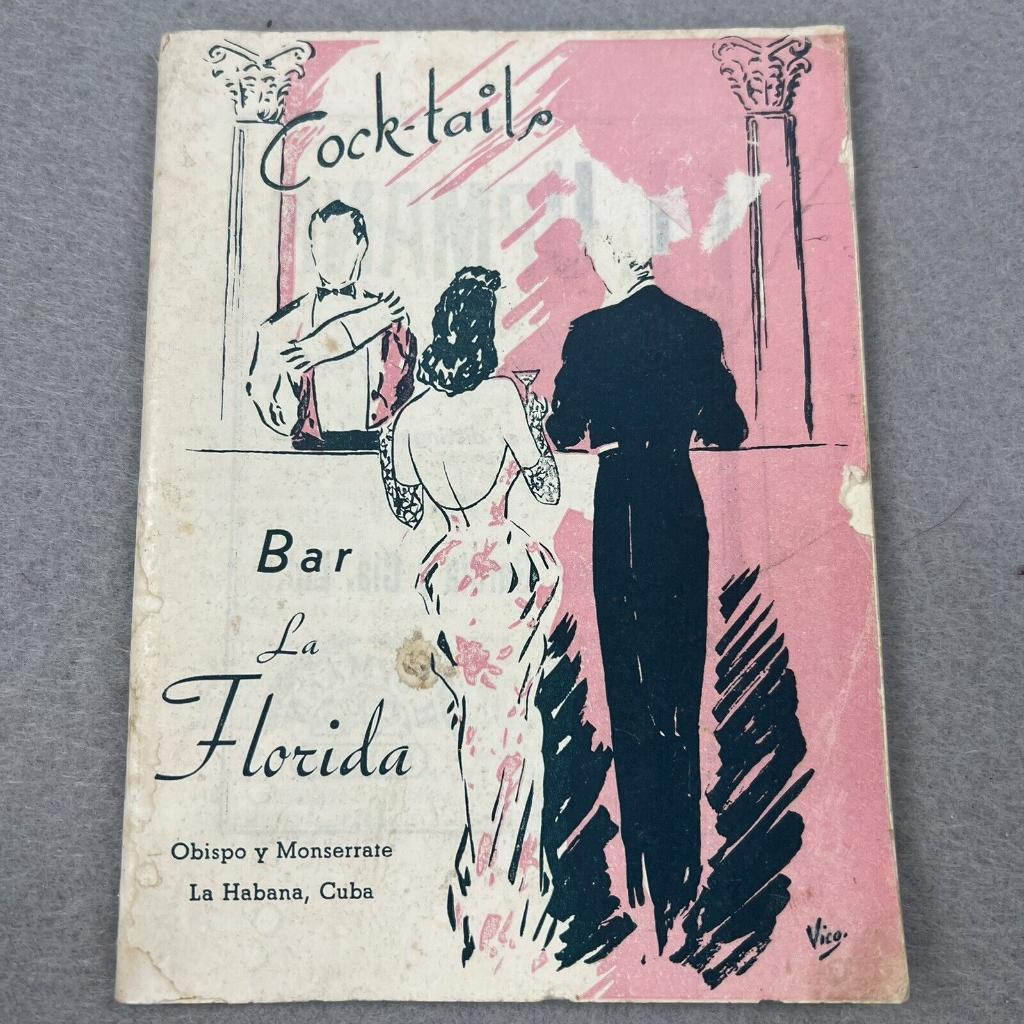 Cock-tails
Bar
La
Florida
Obispo y Monserrate
La Habana, Cuba
Vico.